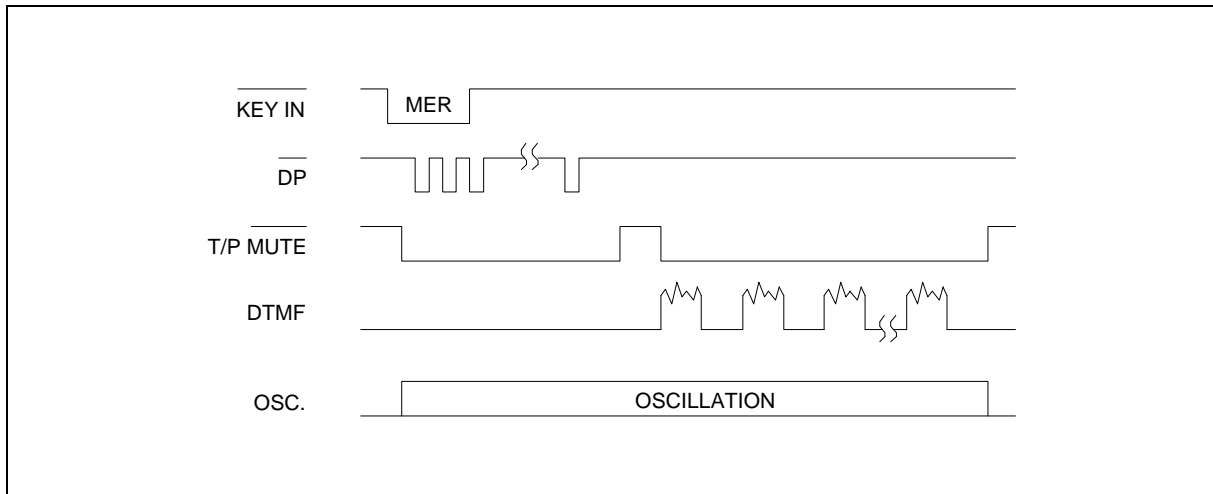 KEY IN
MER
DP
T/P MUTE
DTMF
OSC.
OSCILLATION